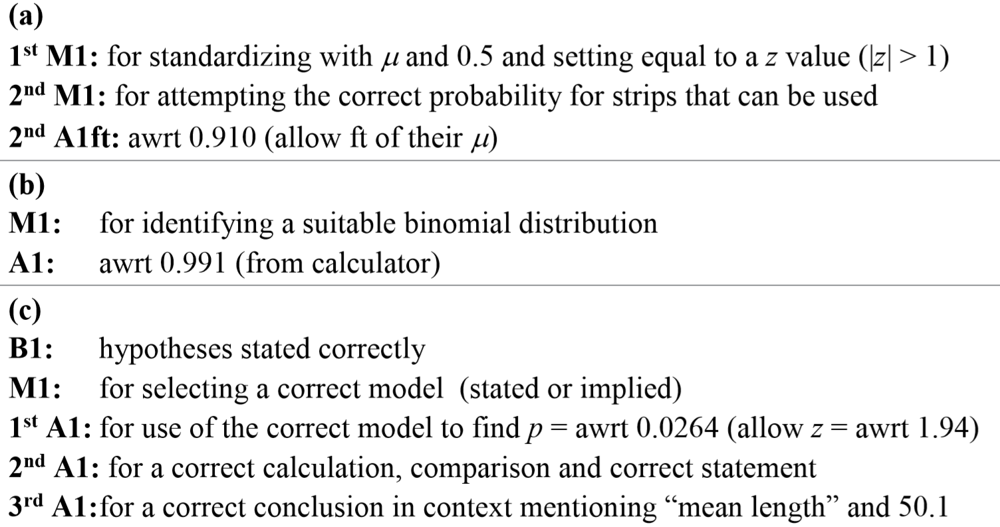 (a)
1st M1: for standardizing with μ and 0.5 and setting equal to a z value (|z| > 1)
2nd M1: for attempting the correct probability for strips that can be used
2nd A1ft: awrt 0.910 (allow ft of their μ)
(b)
M1: for identifying a suitable binomial distribution
A1: awrt 0.991 (from calculator)
(c)
B1: hypotheses stated correctly
M1: for selecting a correct model (stated or implied)
1st A1: for use of the correct model to find p = awrt 0.0264 (allow z = awrt 1.94)
2nd A1: for a correct calculation, comparison and correct statement
3rd A1:for a correct conclusion in context mentioning “mean length” and 50.1